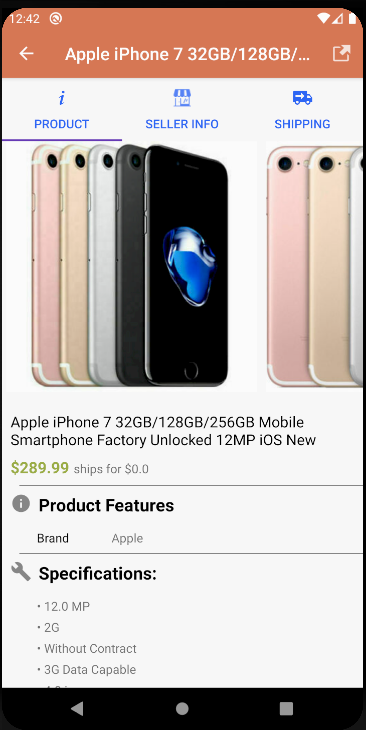 12:42
Apple iPhone 7 32GB/128GB/...
PRODUCT
SELLER INFO
SHIPPING
Apple iPhone 7 32GB/128GB/256GB Mobile
Smartphone Factory Unlocked 12MP iOS New
$289.99 ships for $0.0
Product Features
Brand Apple
Specifications:
• 12.0 MP
• 2G
• Without Contract
• 3G Data Capable